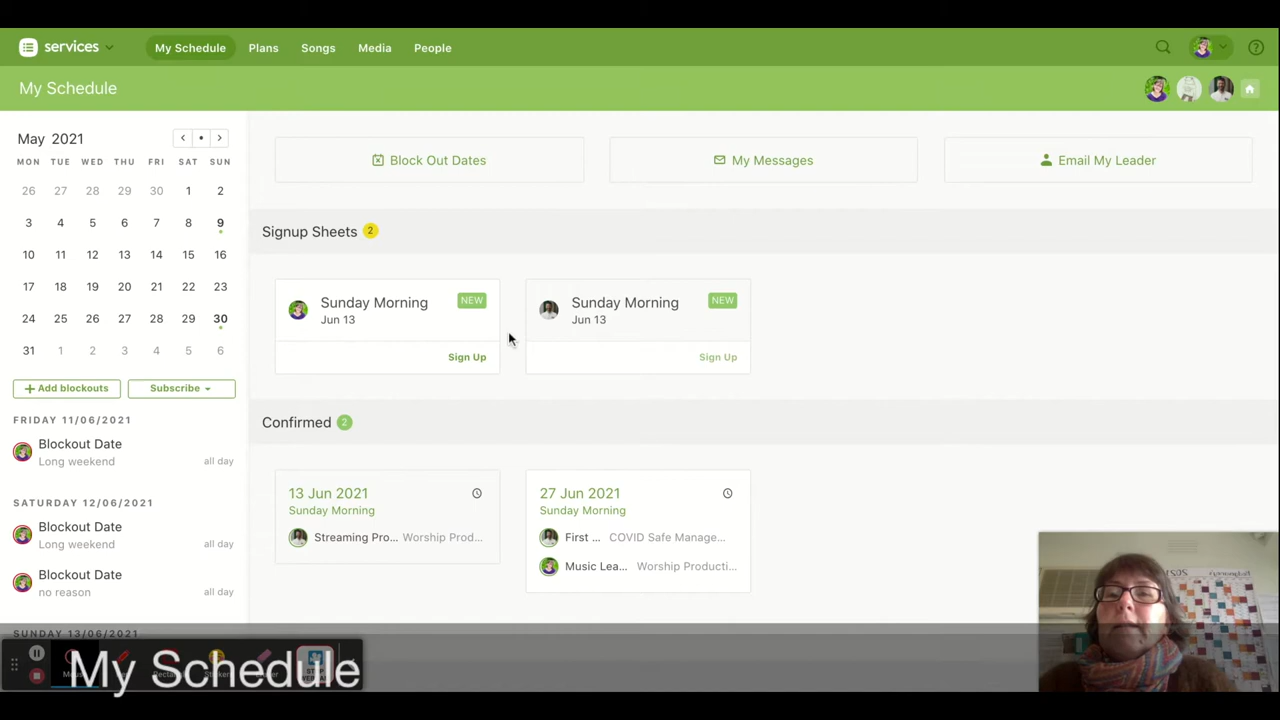 services
My Schedule
Plans
Songs
Media
People
My Schedule
May 2021
MON TUE WED THU FRI SAT SUN
26 27 28 29 30 1 2
3 4 5 6 7 8 9
10 11 12 13 14 15 16
17 18 19 20 21 22 23
24 25 26 27 28 29 30
31 1 2 3 4 5 6
+ Add blockouts
Subscribe
FRIDAY 11/06/2021
Blockout Date
Long weekend all day
SATURDAY 12/06/2021
Blockout Date
Long weekend all day
Blockout Date
no reason all day
SUNDAY 13/06/2021
Block Out Dates
My Messages
Email My Leader
Signup Sheets 2
Sunday Morning NEW
Jun 13
Sign Up
Sunday Morning NEW
Jun 13
Sign Up
Confirmed 2
13 Jun 2021
Sunday Morning
Streaming Pro... Worship Prod...
27 Jun 2021
Sunday Morning
First ... COVID Safe Manage...
Music Lea... Worship Producti...
My Schedule